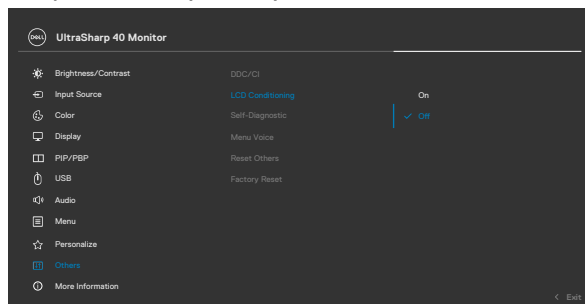 DELL UltraSharp 40 Monitor
Brightness/Contrast DDC/CI
Input Source LCD Conditioning On
Color Self-Diagnostic Off
Display Menu Voice
PIP/PBP Reset Others
USB Factory Reset
Audio
Menu
Personalize
Others
More Information
Exit